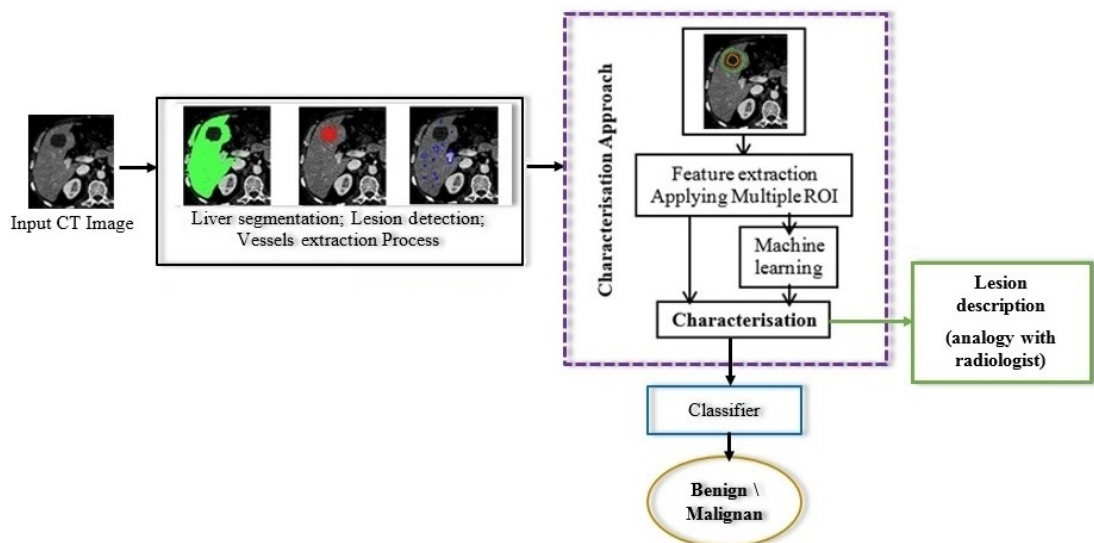 Input CT Image
Liver segmentation; Lesion detection;
Vessels extraction Process
Characterisation Approach
Feature extraction
Applying Multiple ROI
Machine
learning
Characterisation
Lesion
description
(analogy with
radiologist)
Classifier
Benign \
Malignan